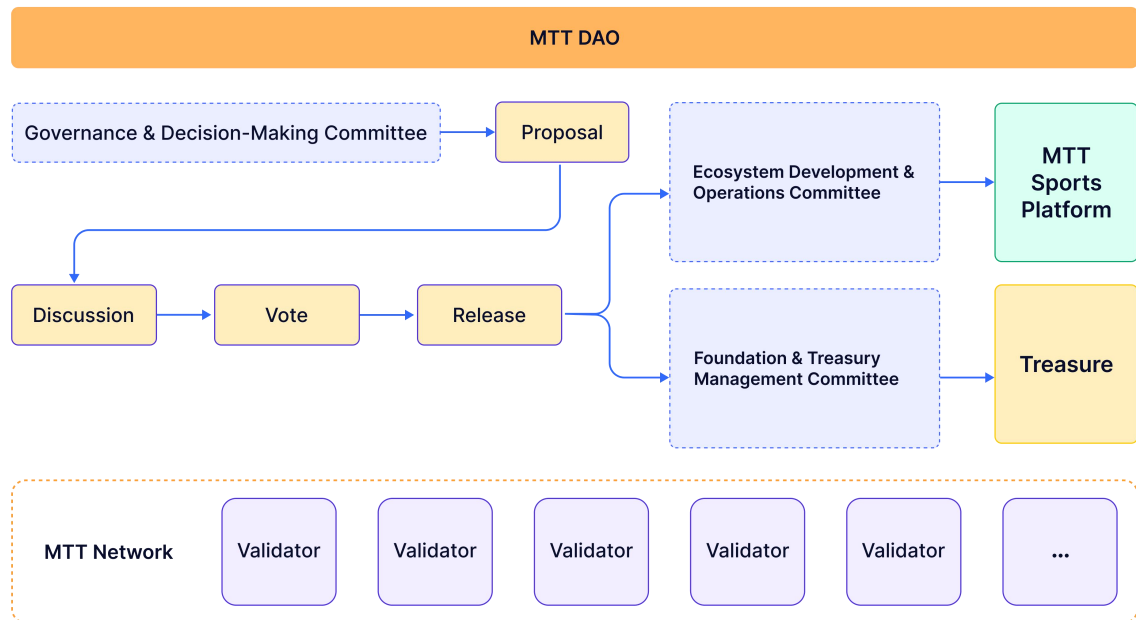 MTT DAO
Governance & Decision-Making Committee
Proposal
Ecosystem Development &
Operations Committee
MTT
Sports
Platform
Discussion
Vote
Release
Foundation & Treasury
Management Committee
Treasure
MTT Network
Validator
Validator
Validator
Validator
Validator
...